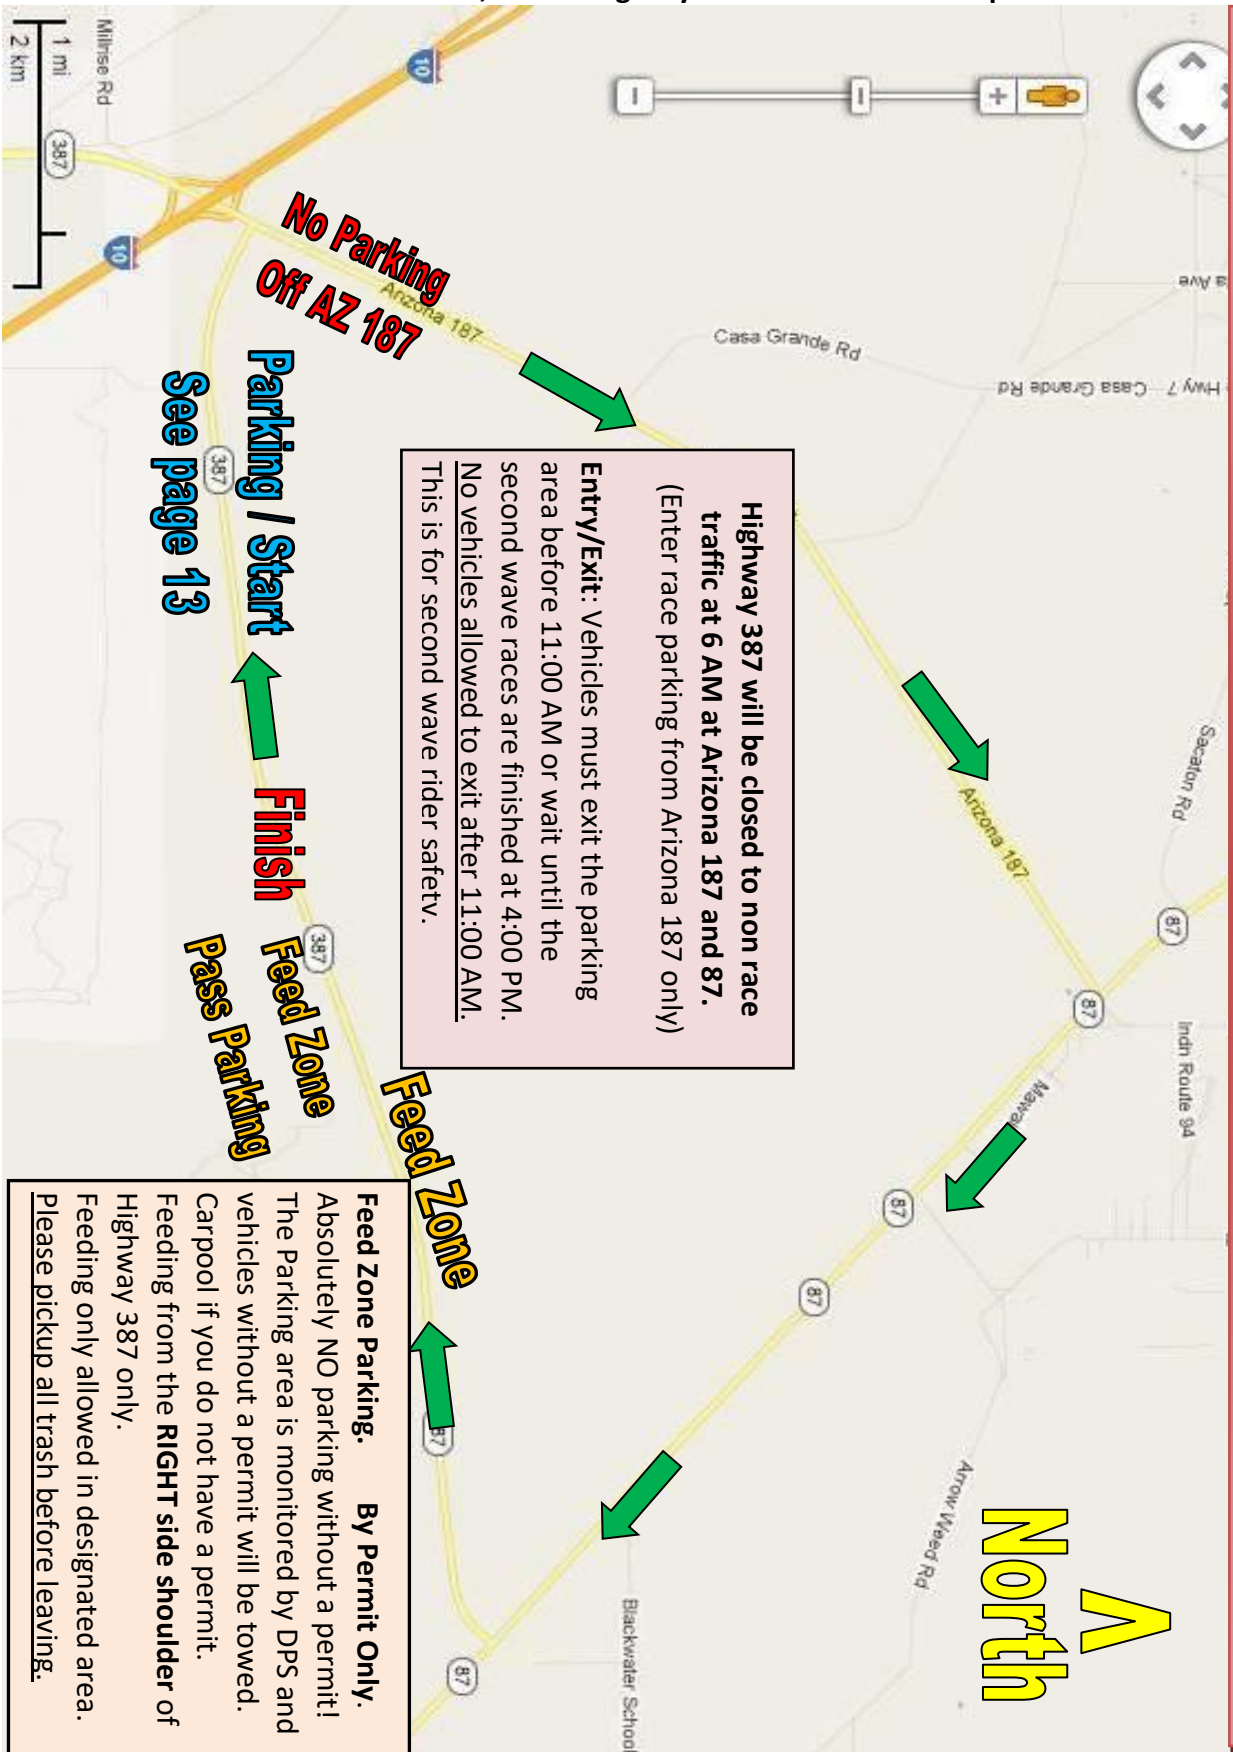 Λ
North
Sacaton Rd
Indn Route 94
Hwy 7
Casa Grande Rd
Casa Grande Rd
a Ave
87
87
Arizona 187
Arrow Weed Rd
87
87
Blackwater School
87
87
Highway 387 will be closed to non race
traffic at 6 AM at Arizona 187 and 87.
(Enter race parking from Arizona 187 only)
Entry/Exit: Vehicles must exit the parking
area before 11:00 AM or wait until the
second wave races are finished at 4:00 PM.
No vehicles allowed to exit after 11:00 AM.
This is for second wave rider safety.
10
No Parking
Off AZ 187
Arizona 187
Millrise Rd
387
10
1 mi
2 km
Parking / Start
See page 13
387
Finish
387
Feed Zone
Pass Parking
Feed Zone
Feed Zone Parking. By Permit Only.
Absolutely NO parking without a permit!
The Parking area is monitored by DPS and
vehicles without a permit will be towed.
Carpool if you do not have a permit.
Feeding from the RIGHT side shoulder of
Highway 387 only.
Feeding only allowed in designated area.
Please pickup all trash before leaving.